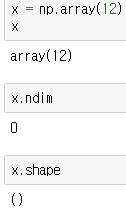 x = np.array(12)
x
array(12)
x.ndim
0
x.shape
()